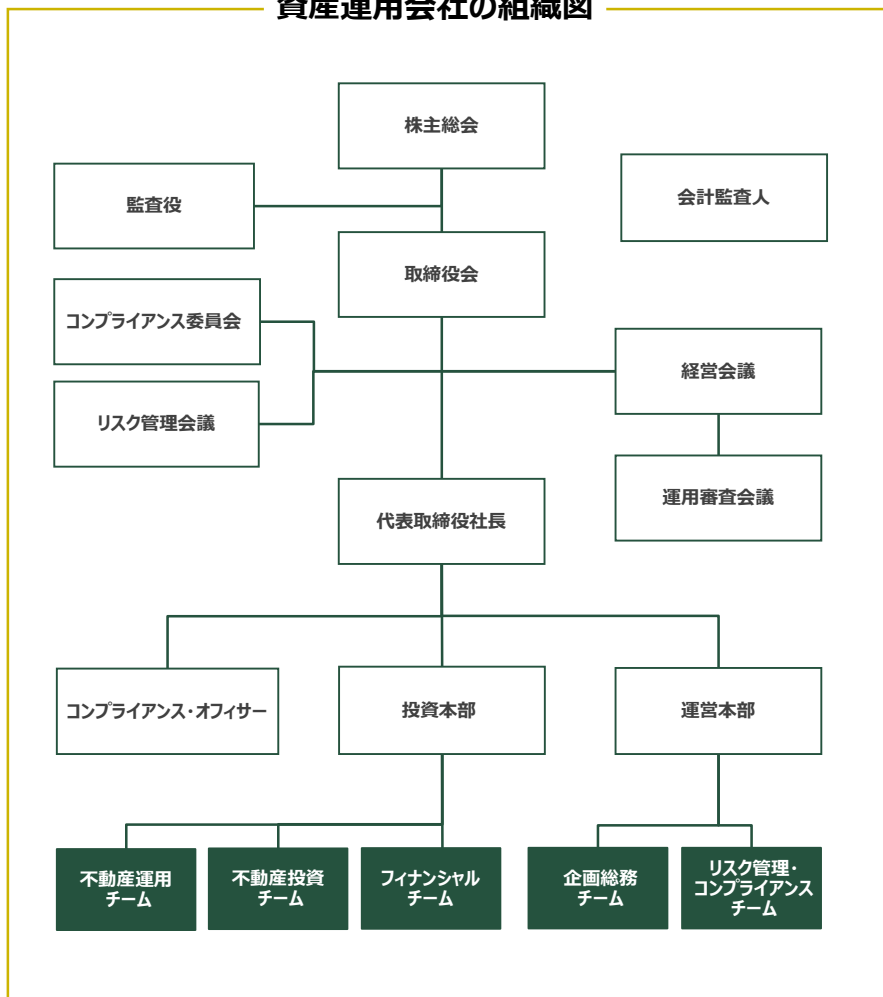 資産運用会社の組織図
株主総会
監査役
会計監査人
取締役会
コンプライアンス委員会
経営会議
リスク管理会議
運用審査会議
代表取締役社長
コンプライアンス・オフィサー
投資本部
運営本部
不動産運用
チーム
不動産投資
チーム
フィナンシャル
チーム
企画総務
チーム
リスク管理・
コンプライアンス
チーム